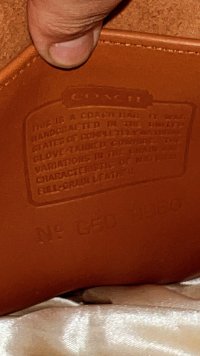 COACH
THIS IS A COACH BAG. IT WAS
HANDCRAFTED IN THE UNITED
STATES OF COMPLETELY NATURAL
GLOVE-TANNED COWHIDE. THE
VARIATIONS IN THE GRAIN ARE
CHARACTERISTIC OF
FULL-GRAIN LEATHER.
Nº